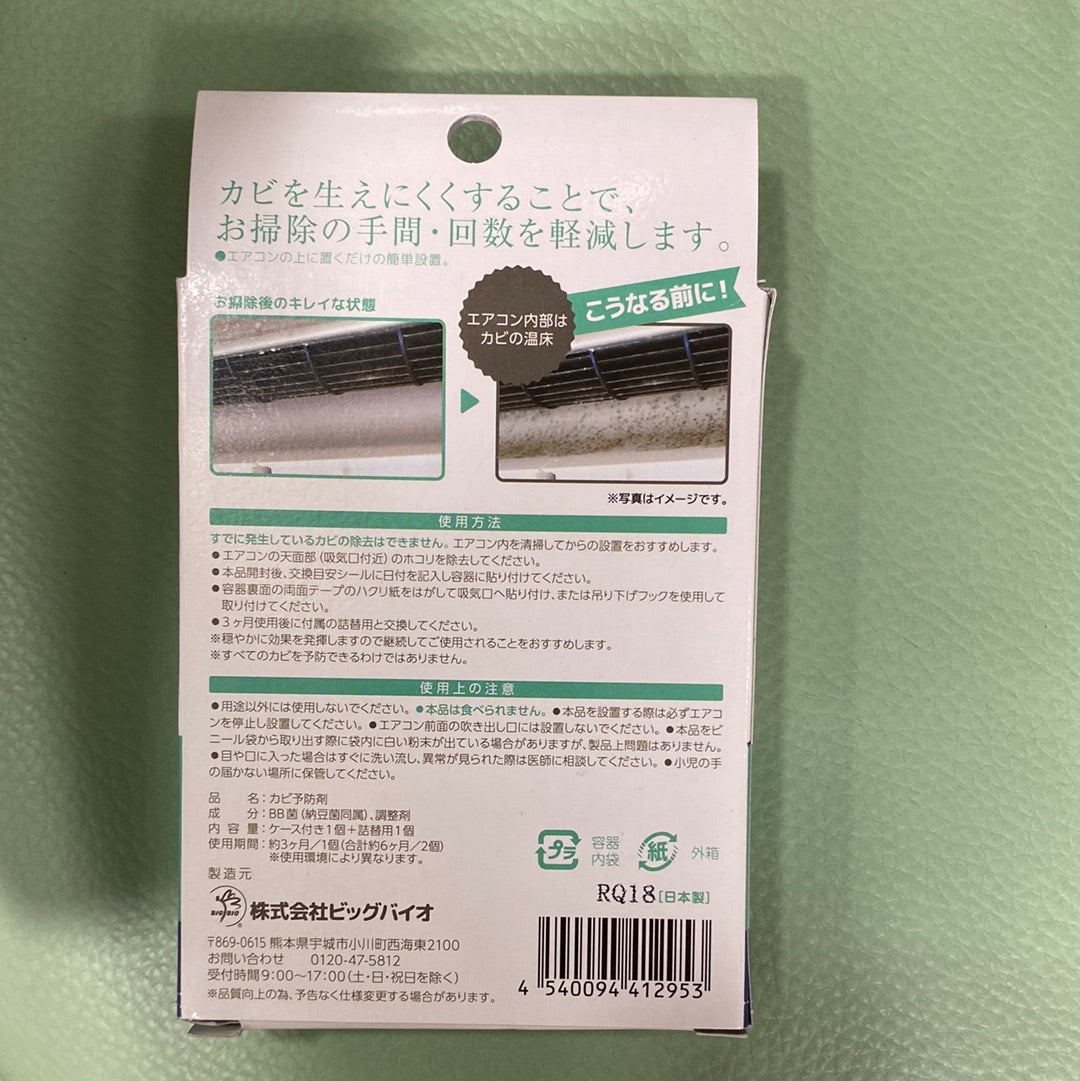 カビを生えにくくすることで、
お掃除の手間・回数を軽減します。
●エアコンの上に置くだけの簡単設置。
お掃除後のキレイな状態
エアコン内部は
カビの温床
こうなる前に!
※写真はイメージです。
使用方法
すでに発生しているカビの除去はできません。エアコン内を清掃してからの設置をおすすめします。
●エアコンの天面部(吸気口付近)のホコリを除去してください。
●本品開封後、交換目安シールに日付を記入し容器に貼り付けてください。
●容器裏面の両面テープのハクリ紙をはがして吸気口へ貼り付け、または吊り下げフックを使用して
取り付けてください。
●3ヶ月使用後に付属の詰替用と交換してください。
※穏やかに効果を発揮しますので継続してご使用されることをおすすめします。
※すべてのカビを予防できるわけではありません。
使用上の注意
●用途以外には使用しないでください。●本品は食べられません。●本品を設置する際は必ずエアコ
ンを停止し設置してください。●エアコン前面の吹き出し口には設置しないでください。●本品をビ
ニール袋から取り出す際に袋内に白い粉末が出ている場合がありますが、製品上問題はありません。
●目や口に入った場合はすぐに洗い流し、異常が見られた際は医師に相談してください。●小児の手
の届かない場所に保管してください。
品 名:カビ予防剤
成 分:BB菌(納豆菌同属)、調整剤
内容量:ケース付き1個+詰替用1個
使用期間:約3ヶ月/1個(合計約6ヶ月/2個)
※使用環境により異なります。
製造元
BIG BIO
株式会社ビッグバイオ
〒869-0615 熊本県宇城市小川町西海東2100
お問い合わせ 0120-47-5812
受付時間9:00~17:00(土・日・祝日を除く)
※品質向上の為、予告なく仕様変更する場合があります。
プラ
容器
内袋
紙
外箱
RQ18[日本製]
4 540094 412953